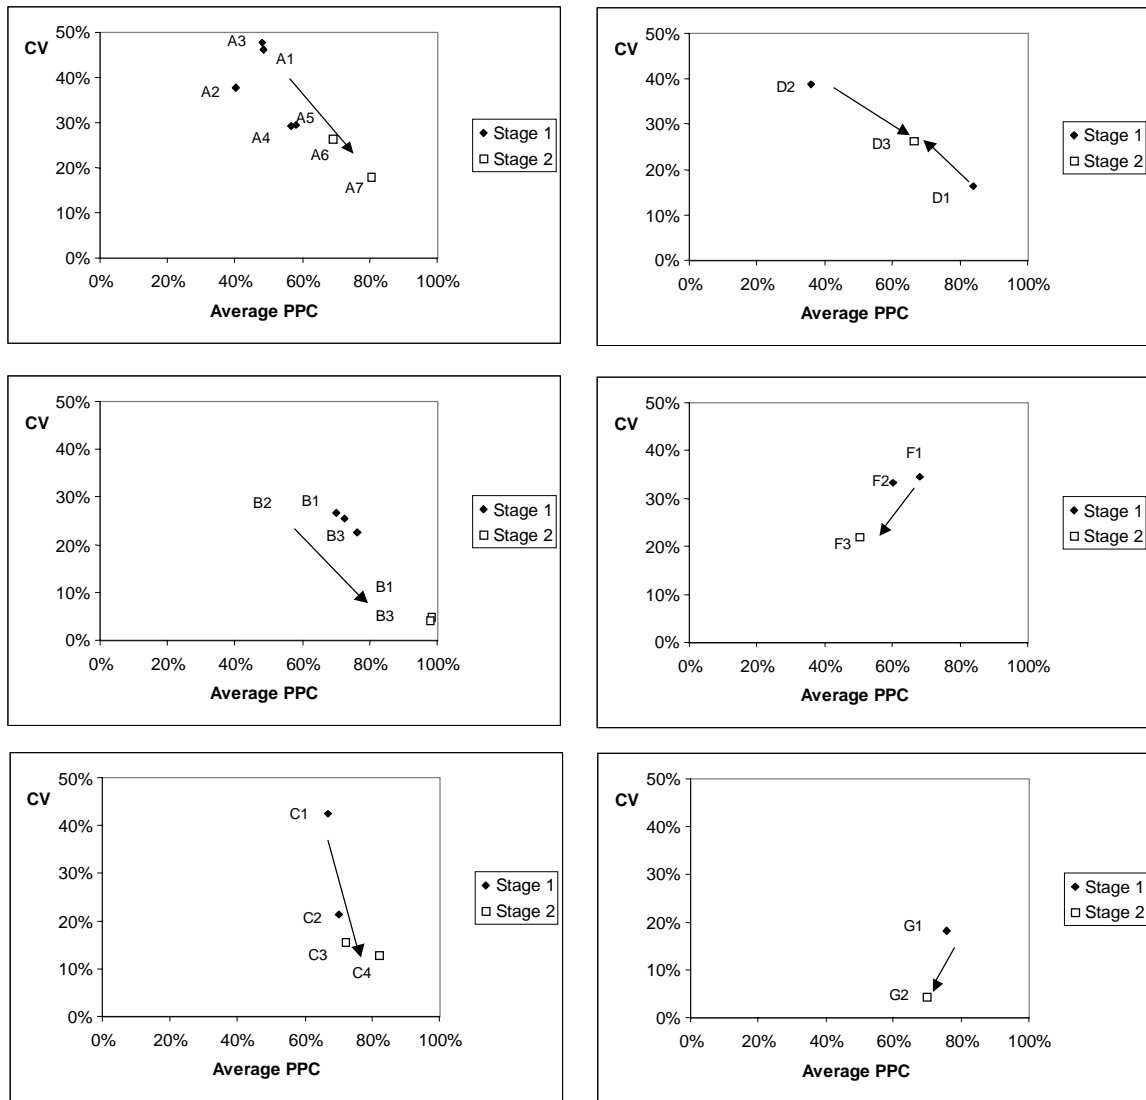 50%
CV
A3
A1
40%
A2
30%
A5
A4
Stage 1
A6
Stage 2
20%
A7
10%
0%
0% 20% 40% 60% 80% 100%
Average PPC
50%
CV
40%
D2
30%
D3
Stage 1
Stage 2
20%
D1
10%
0%
0% 20% 40% 60% 80% 100%
Average PPC
50%
CV
40%
30%
B2 B1
Stage 1
B3
Stage 2
20%
B1
10%
B3
0%
0% 20% 40% 60% 80% 100%
Average PPC
50%
CV
40%
F1
F2
30%
Stage 1
Stage 2
F3
20%
10%
0%
0% 20% 40% 60% 80% 100%
Average PPC
50%
CV
C1
40%
30%
Stage 1
C2
Stage 2
20%
C3
C4
10%
0%
0% 20% 40% 60% 80% 100%
Average PPC
50%
CV
40%
30%
Stage 1
Stage 2
20%
G1
10%
G2
0%
0% 20% 40% 60% 80% 100%
Average PPC